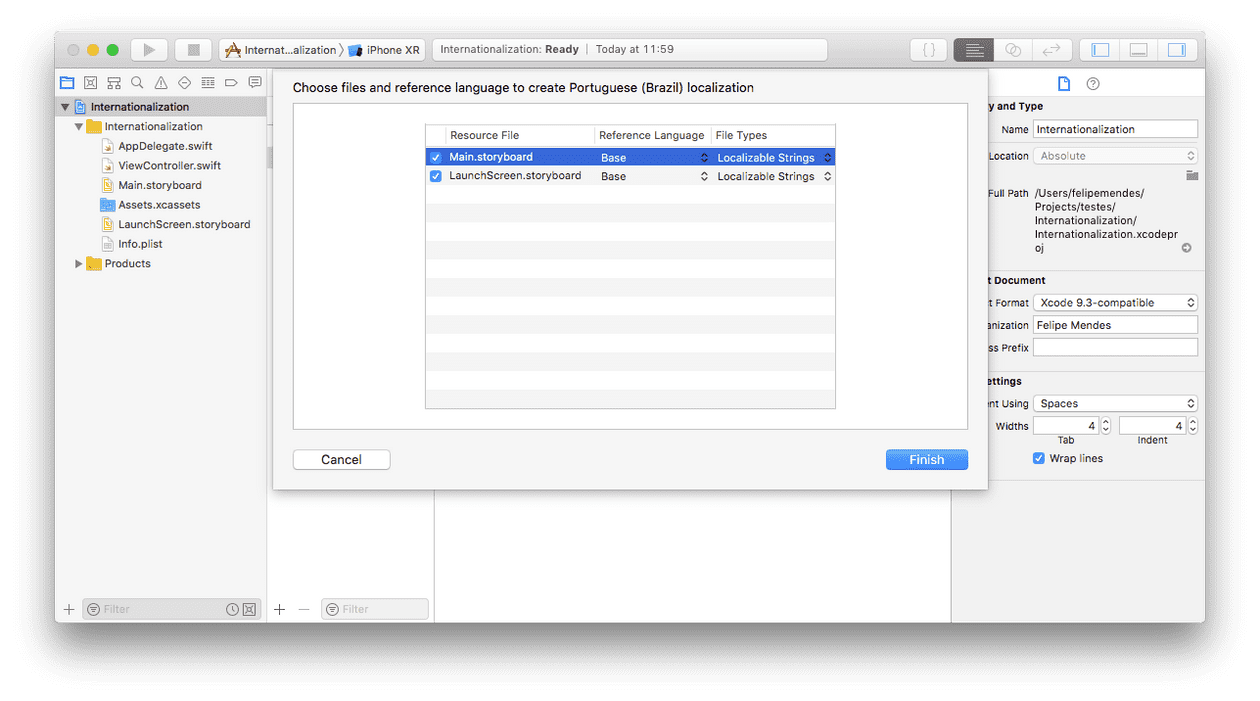 Internat...ialization
iPhone XR
Internationalization: Ready | Today at 11:59
Internationalization
Internationalization
AppDelegate.swift
ViewController.swift
Main.storyboard
Assets.xcassets
LaunchScreen.storyboard
Info.plist
Products
Filter
Filter
Choose files and reference language to create Portuguese (Brazil) localization
Resource File Reference Language File Types
Main.storyboard Base Localizable Strings
LaunchScreen.storyboard Base Localizable Strings
Cancel
Finish
y and Type
Name Internationalization
Location Absolute
Full Path /Users/felipemendes/
Projects/testes/
Internationalization/
Internationalization.xcodepr
oj
t Document
t Format Xcode 9.3-compatible
anization Felipe Mendes
ss Prefix
ettings
nt Using Spaces
Widths 4 4
Tab Indent
Wrap lines